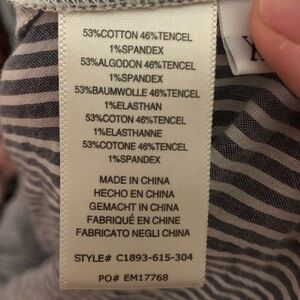 53%COTTON 46%TENCEL
1%SPANDEX
53%ALGODON 46%TENCEL
1%SPANDEX
53%BAUMWOLLE 46%TENCEL
1%ELASTHAN
53%COTON 46%TENCEL
1%ELASTHANNE
53%COTONE 46%TENCEL
1%SPANDEX
MADE IN CHINA
HECHO EN CHINA
GEMACHT IN CHINA
FABRIQUÉ EN CHINE
FABRICATO NEGLI CHINA
STYLE# C1893-615-304
PO# EM17768